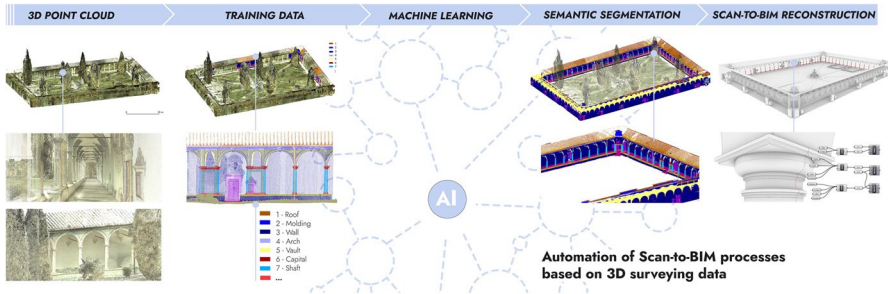 3D POINT CLOUD
TRAINING DATA
MACHINE LEARNING
SEMANTIC SEGMENTATION
SCAN-TO-BIM RECONSTRUCTION
AI
1 - Roof
2 - Molding
3 - Wall
4 - Arch
5 - Vault
6 - Capital
7 - Shaft
...
Automation of Scan-to-BIM processes
based on 3D surveying data